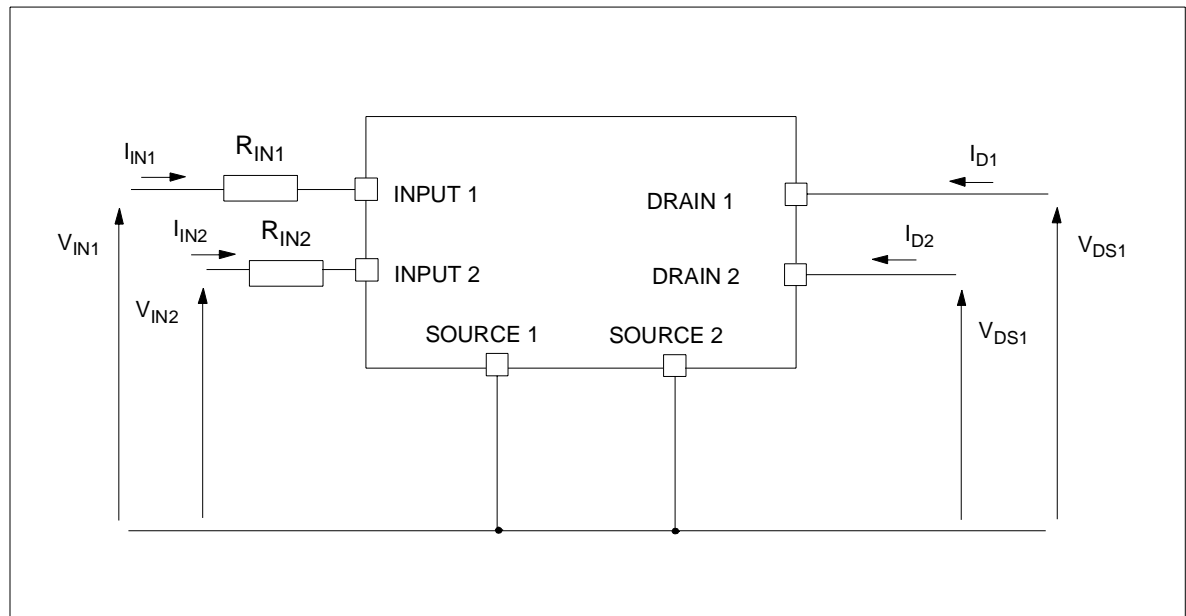 I_IN1
R_IN1
I_D1
INPUT 1
DRAIN 1
V_IN1
I_IN2
R_IN2
I_D2
V_DS1
INPUT 2
DRAIN 2
V_IN2
SOURCE 1
SOURCE 2
V_DS1